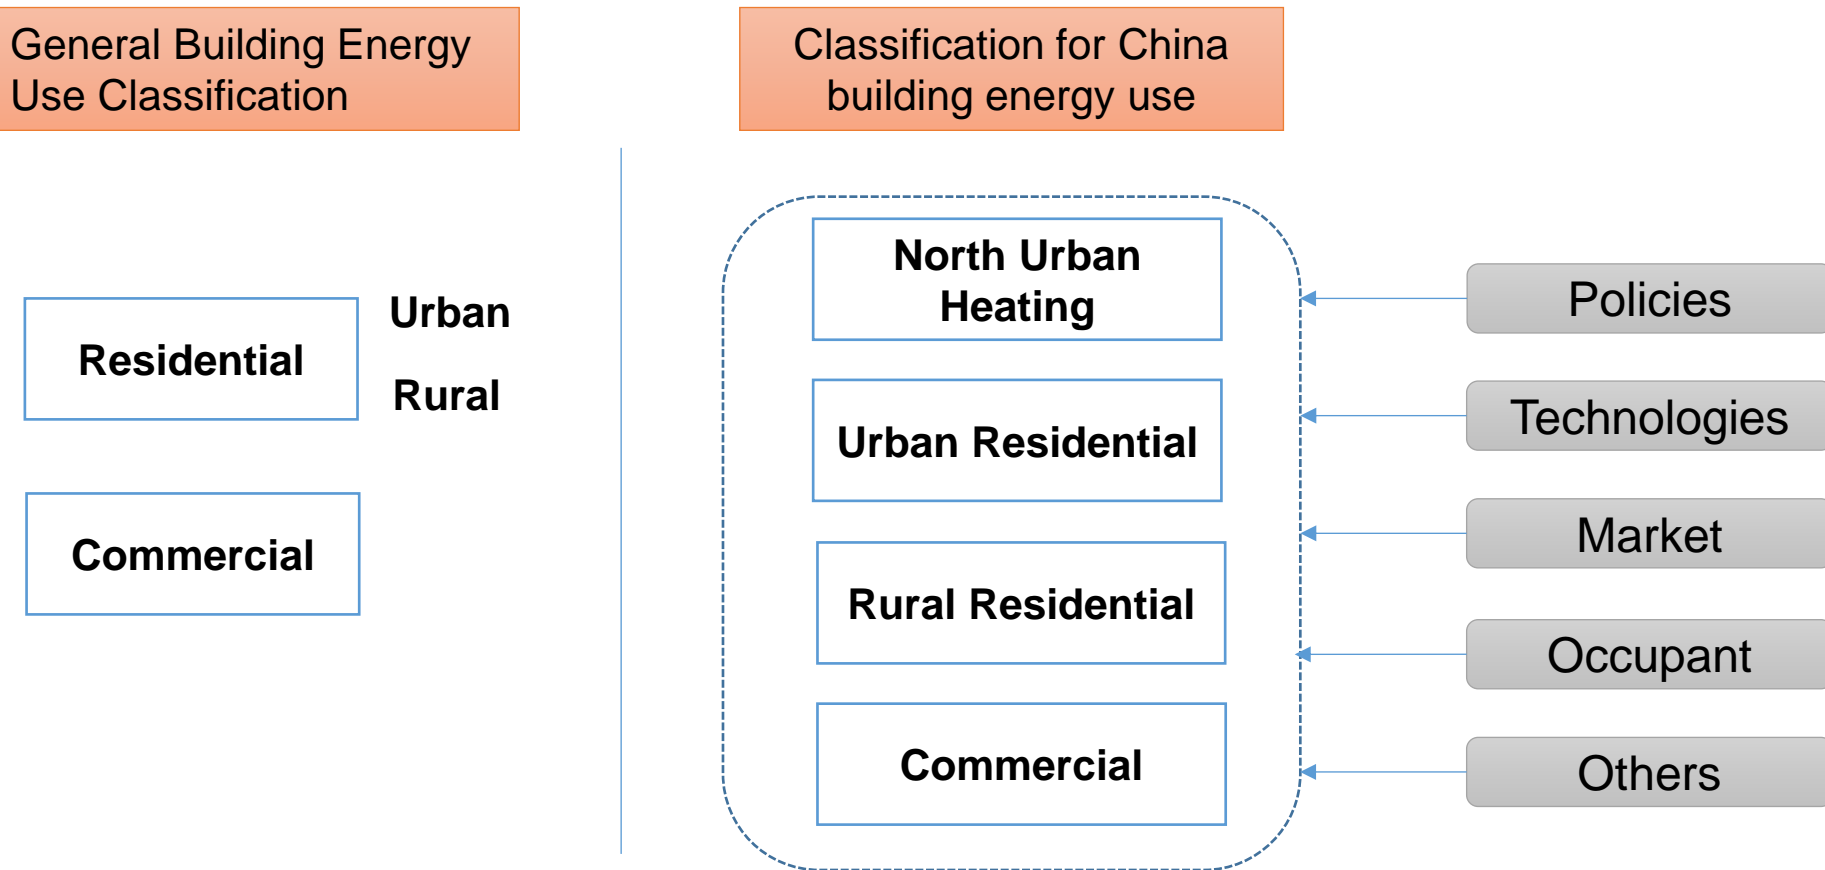 General Building Energy
Use Classification
Classification for China
building energy use
Residential
Urban
Rural
Commercial
North Urban
Heating
Urban Residential
Rural Residential
Commercial
Policies
Technologies
Market
Occupant
Others